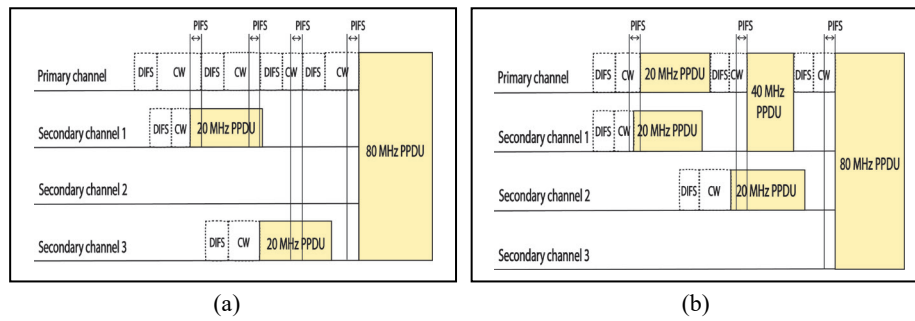 PIFS PIFS PIFS PIFS
Primary channel DIFS CW DIFS CW DIFS CW DIFS CW
Secondary channel 1 DIFS CW 20 MHz PPDU
80 MHz PPDU
Secondary channel 2
Secondary channel 3 DIFS CW 20 MHz PPDU
(a)
PIFS PIFS PIFS
Primary channel DIFS CW 20 MHz PPDU DIFS CW DIFS CW
40 MHz
PPDU
Secondary channel 1 DIFS CW 20 MHz PPDU
80 MHz PPDU
Secondary channel 2 DIFS CW 20 MHz PPDU
Secondary channel 3
(b)